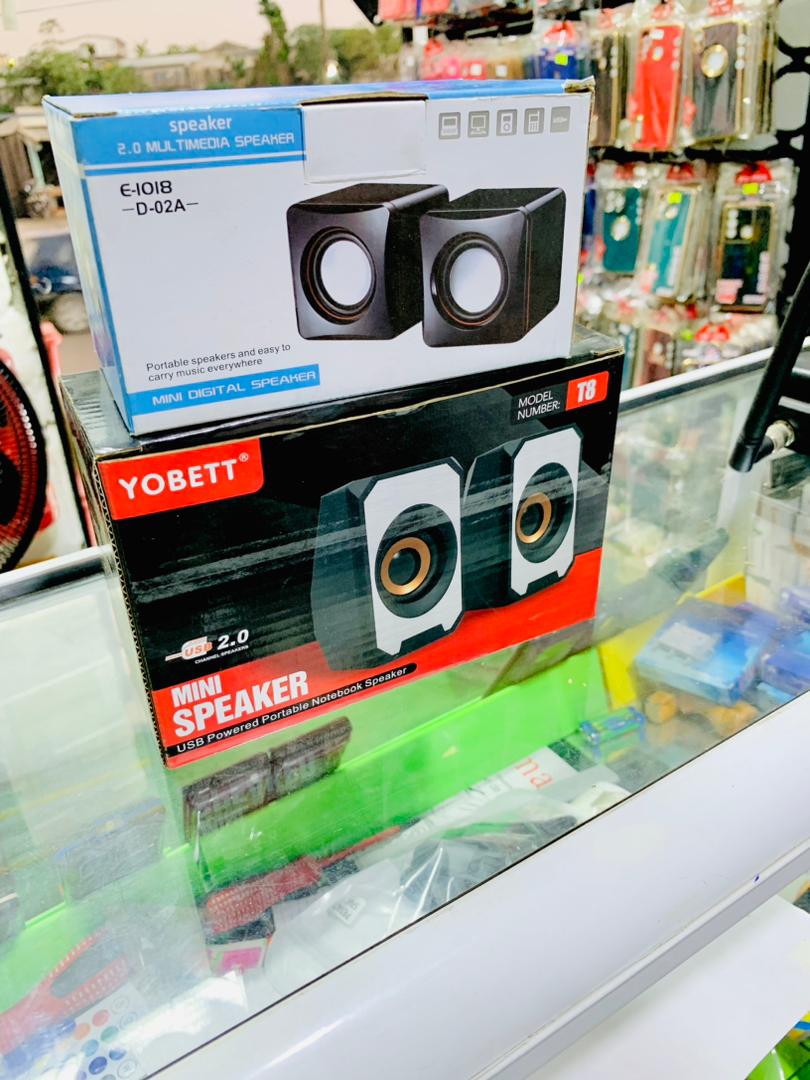 speaker
2.0 MULTIMEDIA SPEAKER
E-1018
—D-02A—
Portable speakers and easy to
carry music everywhere
MINI DIGITAL SPEAKER
MODEL
NUMBER: T8
YOBETT®
USB 2.0
CHANNEL SPEAKERS
MINI
SPEAKER
USB Powered Portable Notebook Speaker
ma